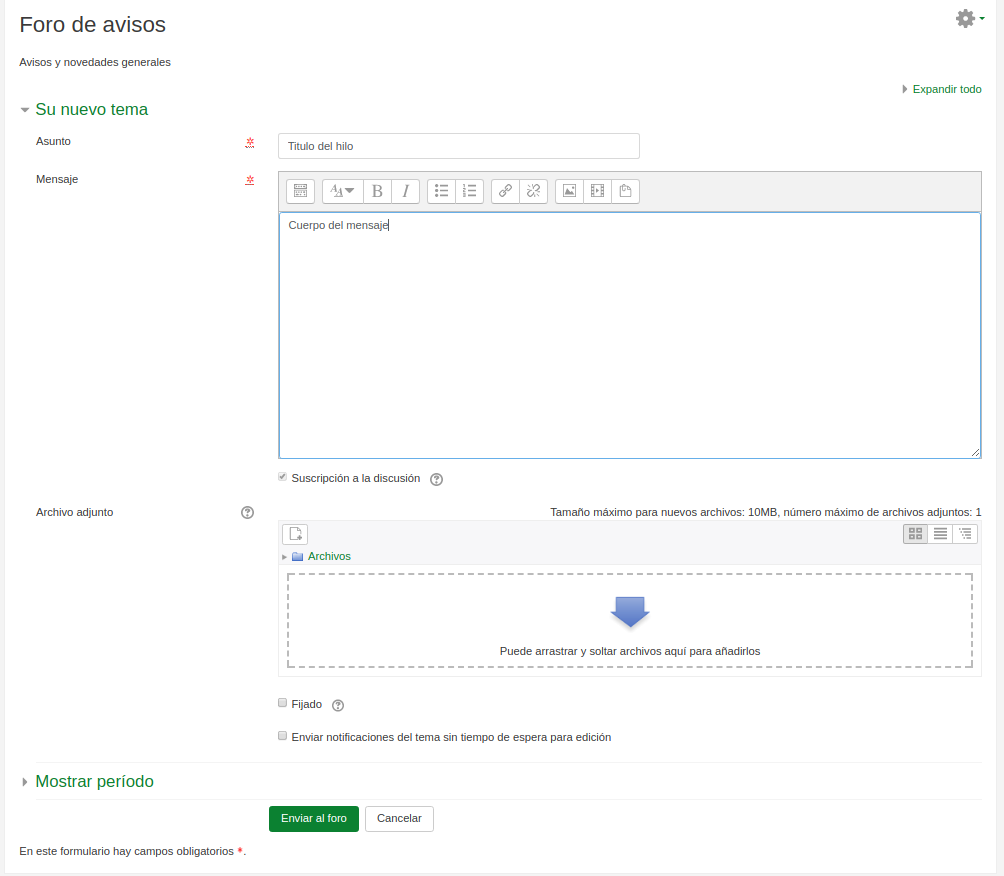 Foro de avisos
Avisos y novedades generales
Expandir todo
Su nuevo tema
Asunto
Titulo del hilo
Mensaje
B I
Cuerpo del mensaje
Suscripción a la discusión
Archivo adjunto
Tamaño máximo para nuevos archivos: 10MB, número máximo de archivos adjuntos: 1
Archivos
Puede arrastrar y soltar archivos aquí para añadirlos
Fijado
Enviar notificaciones del tema sin tiempo de espera para edición
Mostrar período
Enviar al foro Cancelar
En este formulario hay campos obligatorios *.